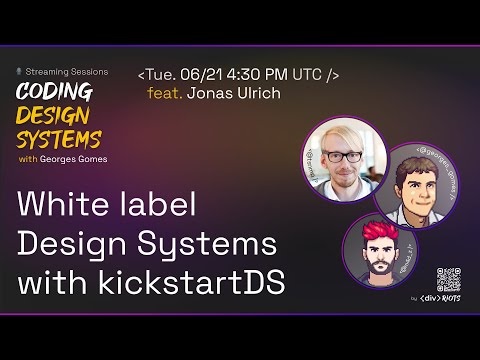 Streaming Sessions
CODING
DESIGN
SYSTEMS
with Georges Gomes
<Tue. 06/21 4:30 PM UTC />
feat. Jonas Ulrich
White label
Design Systems
with kickstartDS
<@georges_gomes />
by <div> RIOTS